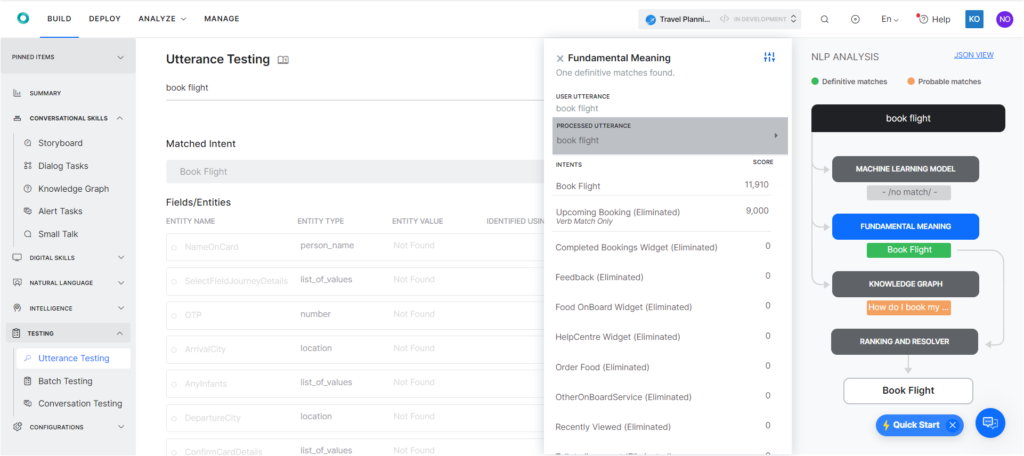 BUILD DEPLOY ANALYZE MANAGE Travel Planni... </> IN DEVELOPMENT En Help KO NO
PINNED ITEMS
SUMMARY
CONVERSATIONAL SKILLS
Storyboard
Dialog Tasks
Knowledge Graph
Alert Tasks
Small Talk
DIGITAL SKILLS
NATURAL LANGUAGE
INTELLIGENCE
TESTING
Utterance Testing
Batch Testing
Conversation Testing
CONFIGURATIONS
Utterance Testing
book flight
Matched Intent
Book Flight
Fields/Entities
ENTITY NAME ENTITY TYPE ENTITY VALUE IDENTIFIED USIN
NameOnCard person_name Not Found
SelectFieldJourneyDetails list_of_values Not Found
OTP number Not Found
ArrivalCity location Not Found
AnyInfants list_of_values Not Found
DepartureCity location Not Found
ConfirmCardDetails list_of_values Not Found
Fundamental Meaning
One definitive matches found.
USER UTTERANCE
book flight
PROCESSED UTTERANCE
book flight
INTENTS SCORE
Book Flight 11,910
Upcoming Booking (Eliminated) 9,000
Verb Match Only
Completed Bookings Widget (Eliminated) 0
Feedback (Eliminated) 0
Food OnBoard Widget (Eliminated) 0
HelpCentre Widget (Eliminated) 0
Order Food (Eliminated) 0
OtherOnBoardService (Eliminated) 0
Recently Viewed (Eliminated) 0
NLP ANALYSIS JSON VIEW
Definitive matches Probable matches
book flight
MACHINE LEARNING MODEL
- /no match/ -
FUNDAMENTAL MEANING
Book Flight
KNOWLEDGE GRAPH
How do I book my ...
RANKING AND RESOLVER
Book Flight
Quick Start